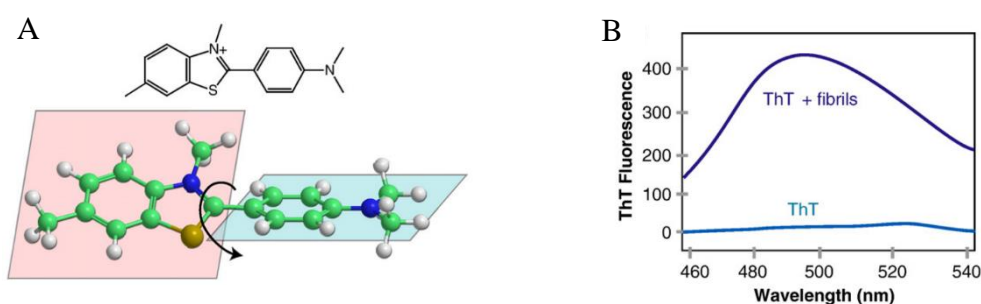 A
N+
N
S
B
ThT Fluorescence
400
300
200
100
0
ThT + fibrils
ThT
460 480 500 520 540
Wavelength (nm)